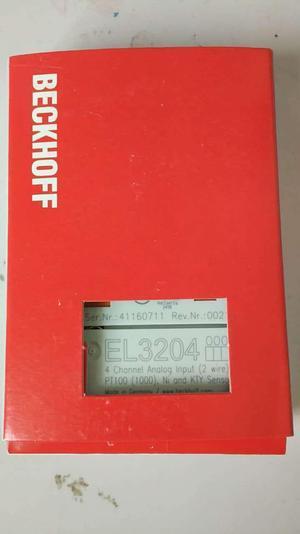 BECKHOFF
Ser.Nr.: 41160711 Rev.Nr.:002
EL3204
4 Channel Analog Input (2 wire)
PT100 (1000), Ni and KTY Senso
Made in Germany / www.beckhoff.com